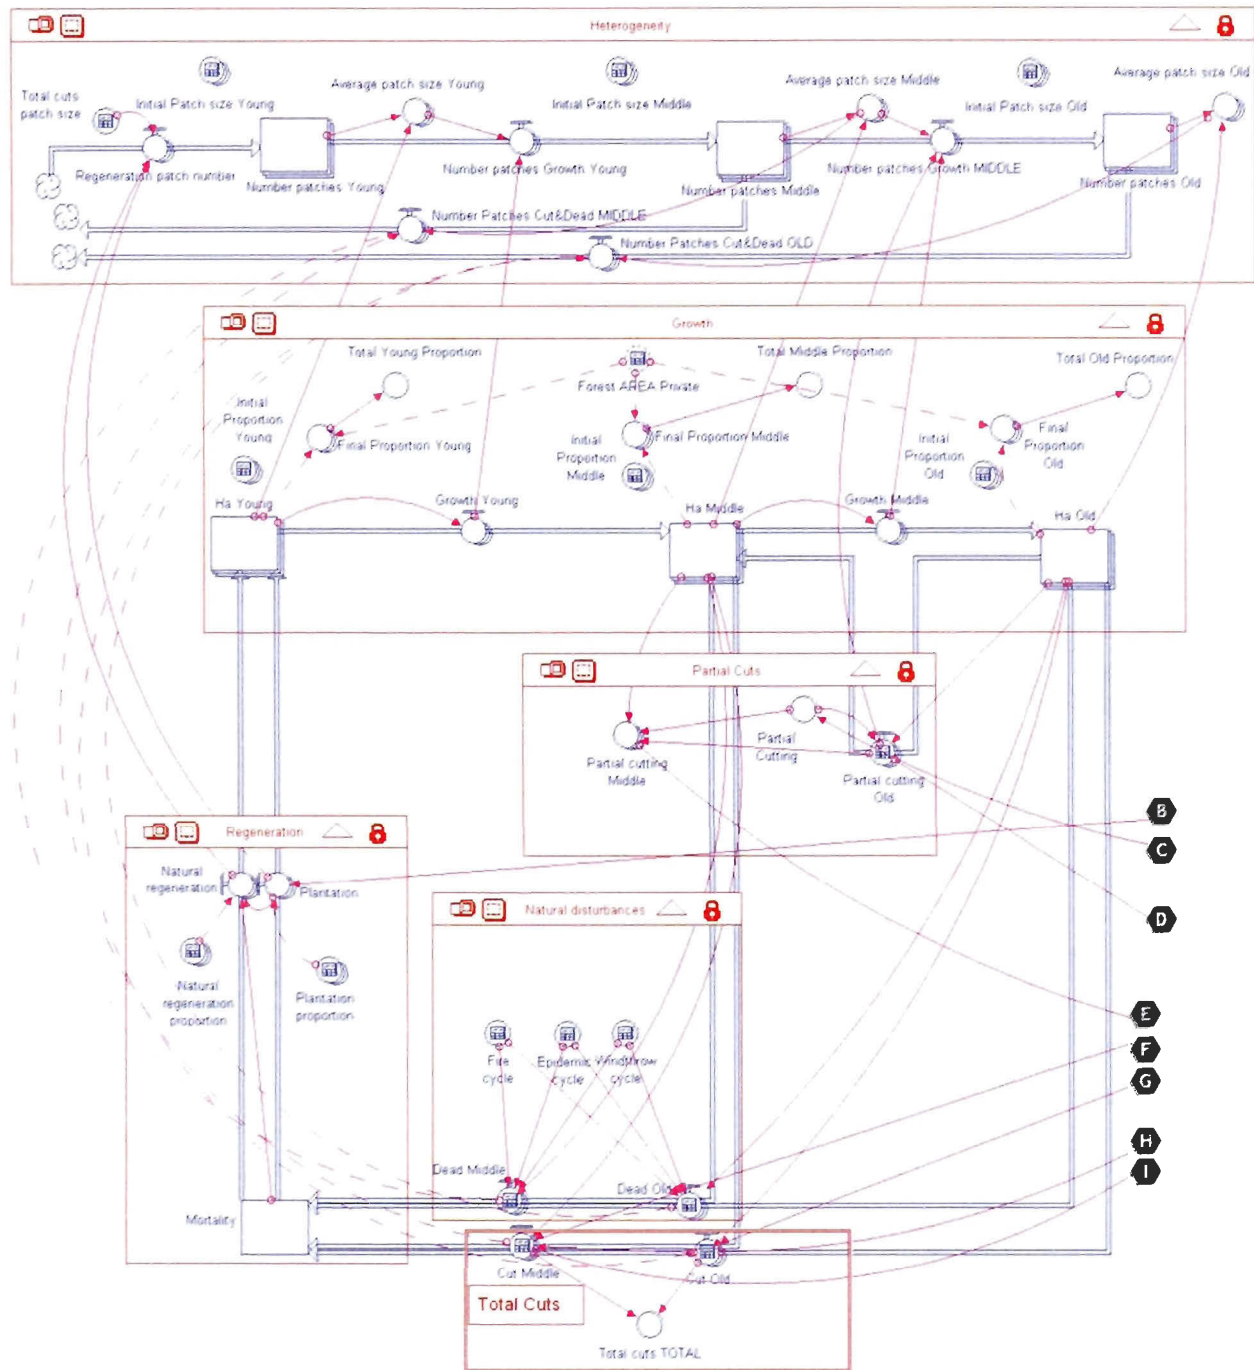 Heterogeneity
Total cuts
patch size
Initial Patch size Young
Average patch size Young
Initial Patch size Middle
Average patch size Middle
Initial Patch size Old
Average patch size Old
Regeneration patch number
Number patches Young
Number patches Growth Young
Number patches Middle
Number patches Growth MIDDLE
Number patches Old
Number Patches Cut&Dead MIDDLE
Number Patches Cut&Dead OLD
Growth
Total Young Proportion
Total Middle Proportion
Total Old Proportion
Forest AREA Private
Initial
Proportion
Young
Final Proportion Young
Initial
Proportion
Middle
Final Proportion Middle
Initial
Proportion
Old
Final
Proportion
Old
Ha Young
Growth Young
Ha Middle
Growth Middle
Ha Old
Partial Cuts
Partial cutting
Middle
Partial
Cutting
Partial cutting
Old
B
C
D
E
F
G
H
I
Regeneration
Natural
regeneration
Plantation
Natural
regeneration
proportion
Plantation
proportion
Natural disturbances
Fire
cycle
Epidemic
cycle
Windthrow
cycle
Dead Middle
Dead Old
Mortality
Cut Middle
Cut Old
Total Cuts
Total cuts TOTAL